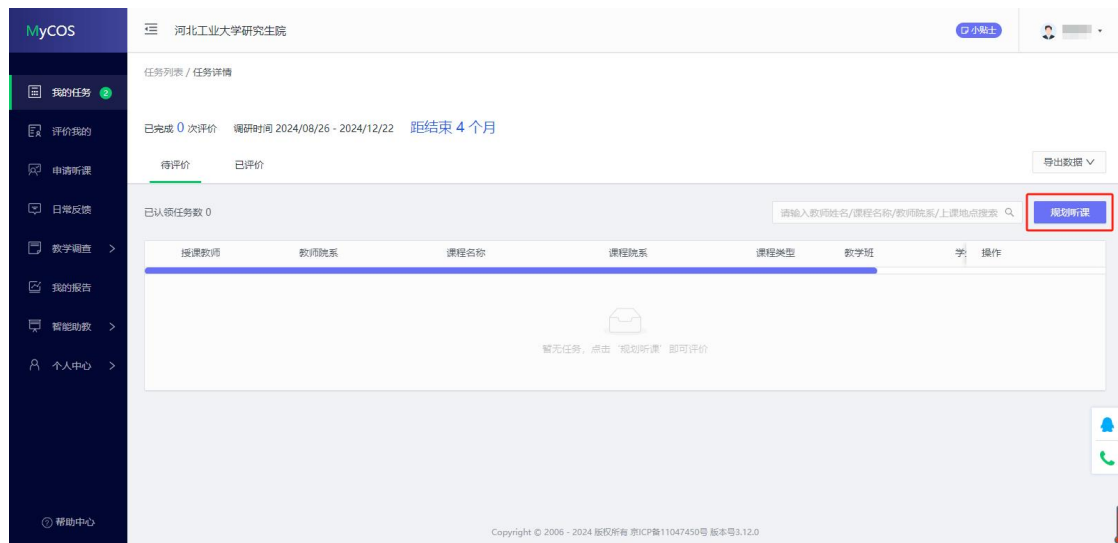 MyCOS
河北工业大学研究生院
小贴士
任务列表 / 任务详情
我的任务 2
评价我的
申请听课
日常反馈
教学调查
我的报告
智能助教
个人中心
帮助中心
已完成 0 次评价 调研时间 2024/08/26 - 2024/12/22 距结束 4 个月
待评价 已评价 导出数据
已认领任务数 0 请输入教师姓名/课程名称/教师院系/上课地点搜索 规划听课
授课教师 教师院系 课程名称 课程院系 课程类型 教学班 学 操作
暂无任务，点击‘规划听课’即可评价
Copyright © 2006 - 2024 版权所有 京ICP备11047450号 版本号3.12.0